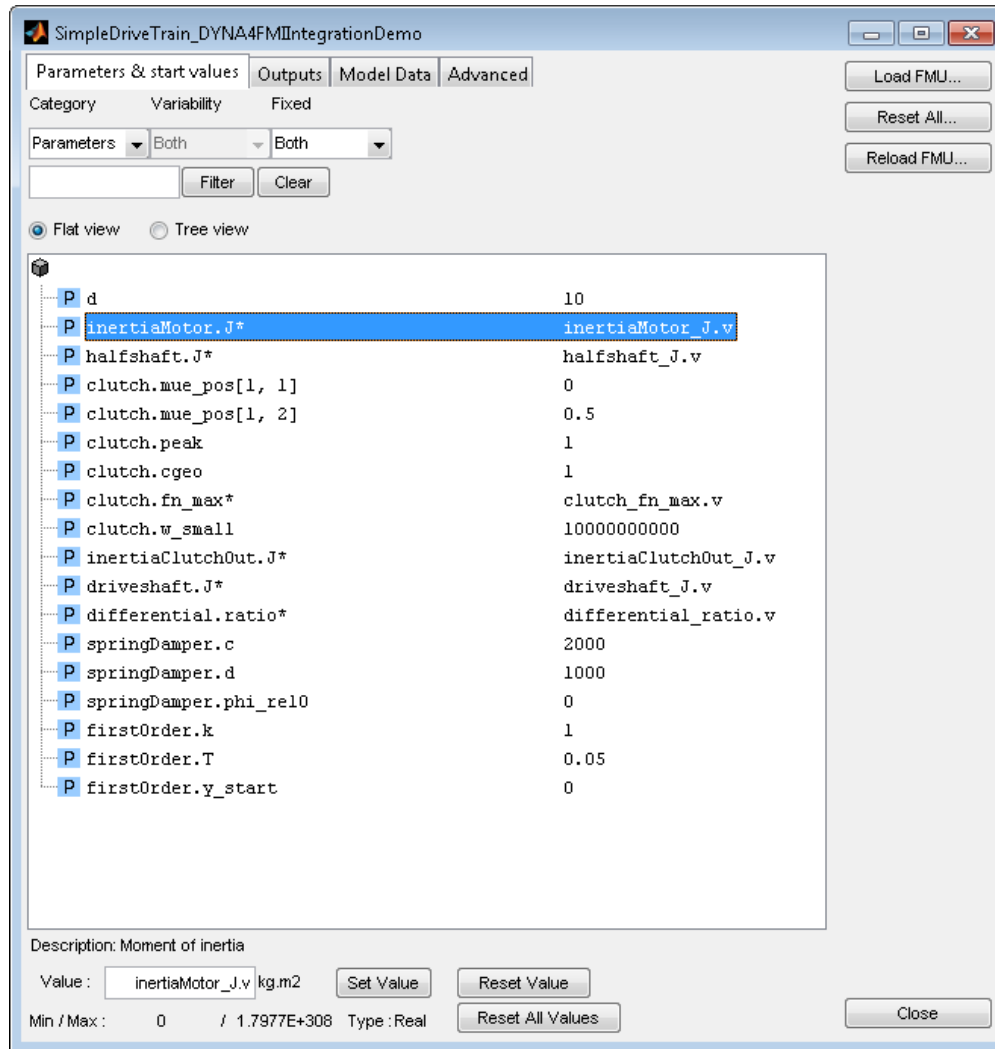 SimpleDriveTrain_DYNA4FMIIntegrationDemo
Parameters & start values Outputs Model Data Advanced
Load FMU...
Category Variability Fixed
Reset All...
Parameters Both Both
Reload FMU...
Filter Clear
Flat view Tree view
P d 10
P inertiaMotor.J* inertiaMotor_J.v
P halfshaft.J* halfshaft_J.v
P clutch.mue_pos[1, 1] 0
P clutch.mue_pos[1, 2] 0.5
P clutch.peak 1
P clutch.cgeo 1
P clutch.fn_max* clutch_fn_max.v
P clutch.w_small 10000000000
P inertiaClutchOut.J* inertiaClutchOut_J.v
P driveshaft.J* driveshaft_J.v
P differential.ratio* differential_ratio.v
P springDamper.c 2000
P springDamper.d 1000
P springDamper.phi_rel0 0
P firstOrder.k 1
P firstOrder.T 0.05
P firstOrder.y_start 0
Description: Moment of inertia
Value : inertiaMotor_J.v kg.m2 Set Value Reset Value
Min / Max : 0 / 1.7977E+308 Type : Real Reset All Values
Close